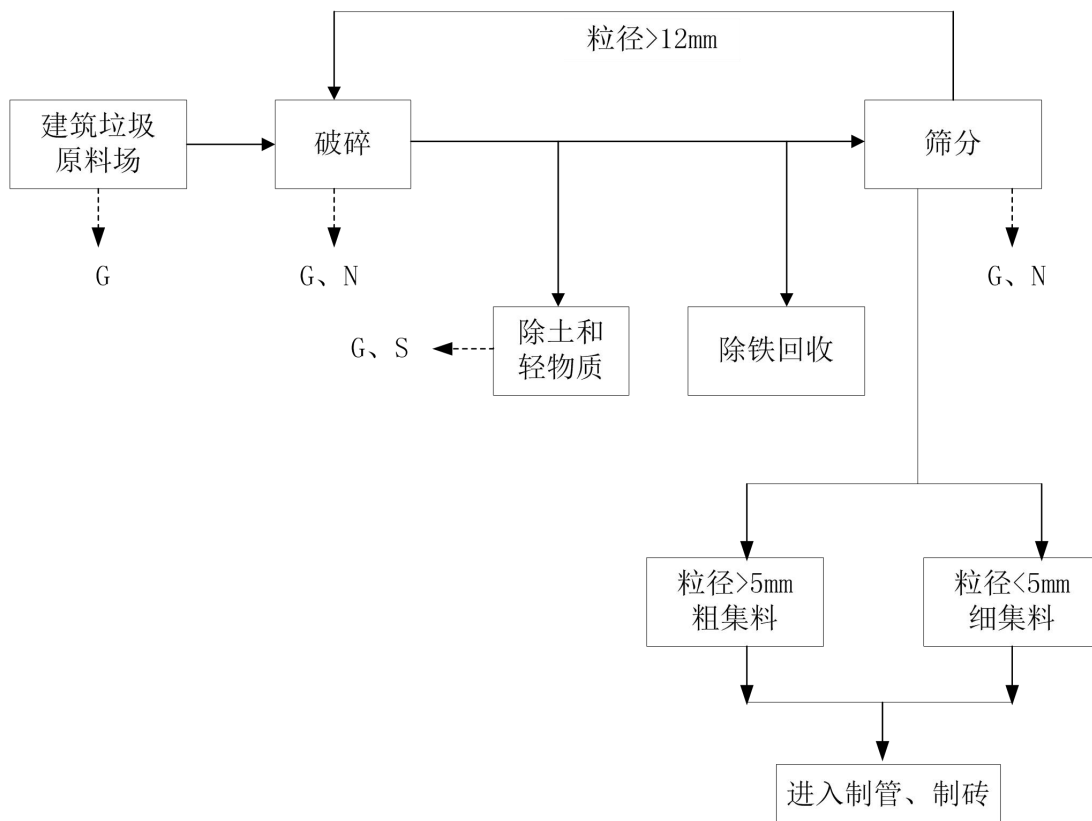 粒径>12mm
建筑垃圾
原料场
破碎
筛分
G
G、N
G、N
G、S
除土和
轻物质
除铁回收
粒径>5mm
粗集料
粒径<5mm
细集料
进入制管、制砖